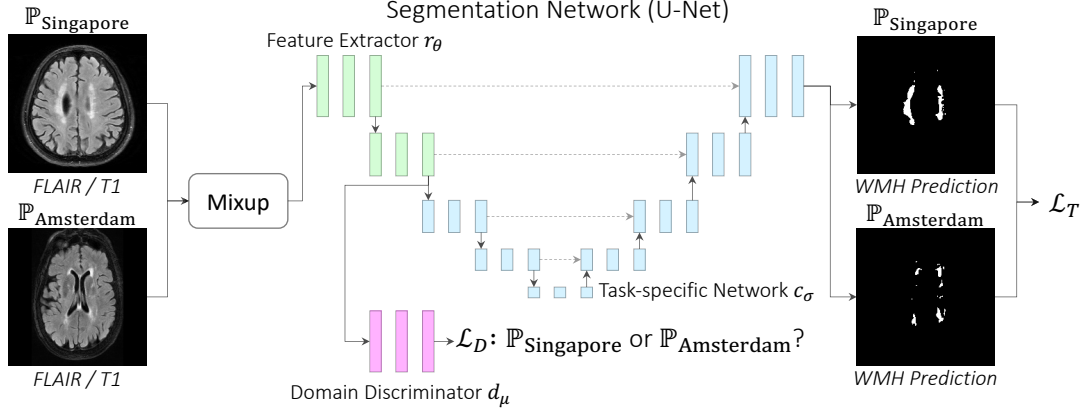 Segmentation Network (U-Net)
ℙSingapore
Feature Extractor rθ
FLAIR / T1
ℙAmsterdam
Mixup
FLAIR / T1
Task-specific Network cσ
ℒD: ℙSingapore or ℙAmsterdam?
Domain Discriminator dμ
ℙSingapore
WMH Prediction
ℙAmsterdam
ℒT
WMH Prediction